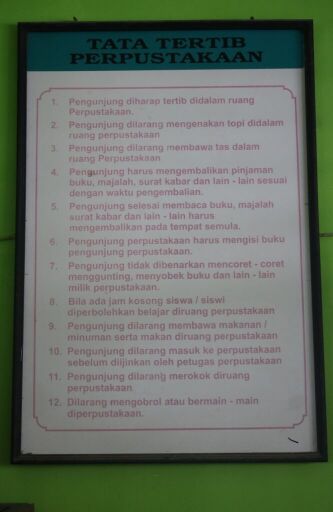 TATA TERTIB
PERPUSTAKAAN
1. Pengunjung diharap tertib didalam ruang
Perpustakaan.
2. Pengunjung dilarang mengenakan topi didalam
ruang perpustakaan
3. Pengunjung dilarang membawa tas dalam
ruang Perpustakaan
4. Pengunjung harus mengembalikan pinjaman
buku, majalah, surat kabar dan lain - lain sesuai
dengan waktu pengembalian.
5. Pengunjung selesai membaca buku, majalah
surat kabar dan lain - lain harus
mengembalikan pada tempat semula.
6. Pengunjung perpustakaan harus mengisi buku
pengunjung perpustakaan.
7. Pengunjung tidak dibenarkan mencoret - coret
menggunting, menyobek buku dan lain - lain
milik perpustakaan.
8. Bila ada jam kosong siswa / siswi
diperbolehkan belajar diruang perpustakaan
9. Pengunjung dilarang membawa makanan /
minuman serta makan diruang perpustakaan
10. Pengunjung dilarang masuk ke perpustakaan
sebelum diijinkan oleh petugas perpustakaan
11. Pengunjung dilarang merokok diruang
perpustakaan.
12. Dilarang mengobrol atau bermain - main
diperpustakaan.